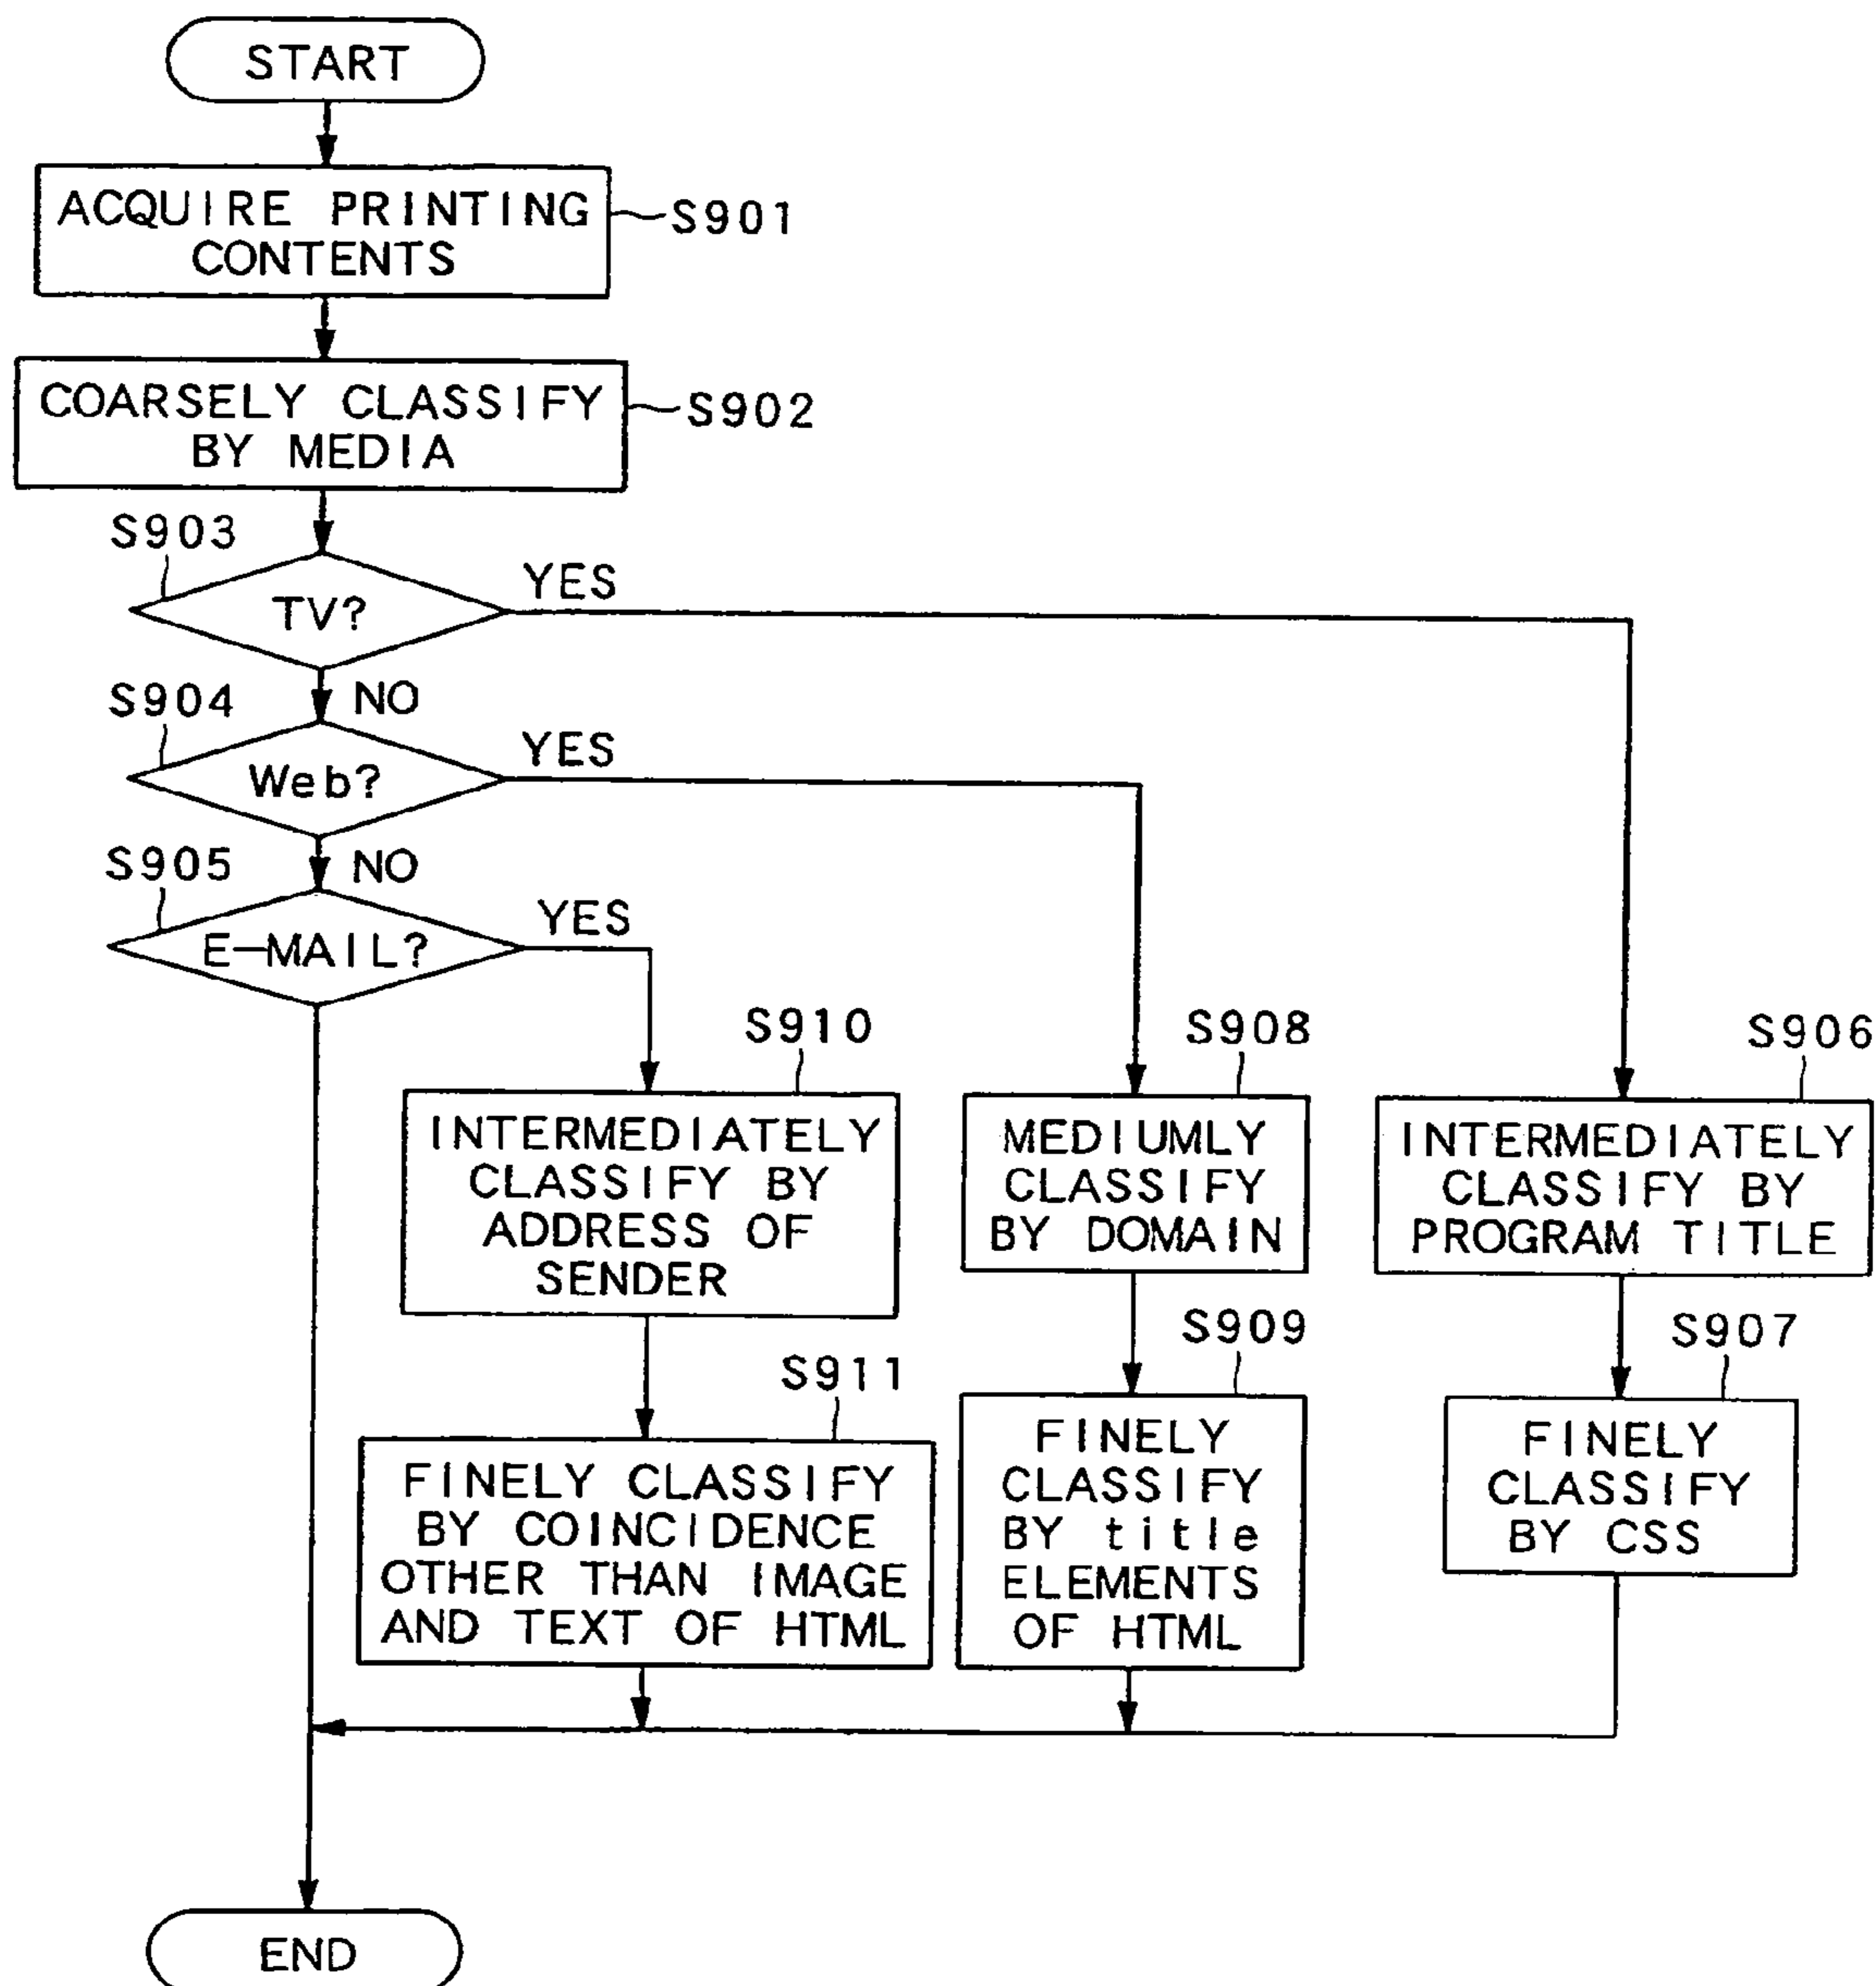 START
ACQUIRE PRINTING
CONTENTS
S901
COARSELY CLASSIFY
BY MEDIA
S902
S903
TV?
YES
NO
S904
Web?
YES
NO
S905
E-MAIL?
YES
S910
INTERMEDIATELY
CLASSIFY BY
ADDRESS OF
SENDER
S908
MEDIUMLY
CLASSIFY
BY DOMAIN
S906
INTERMEDIATELY
CLASSIFY BY
PROGRAM TITLE
S911
FINELY CLASSIFY
BY COINCIDENCE
OTHER THAN IMAGE
AND TEXT OF HTML
S909
FINELY
CLASSIFY
BY title
ELEMENTS
OF HTML
S907
FINELY
CLASSIFY
BY CSS
END